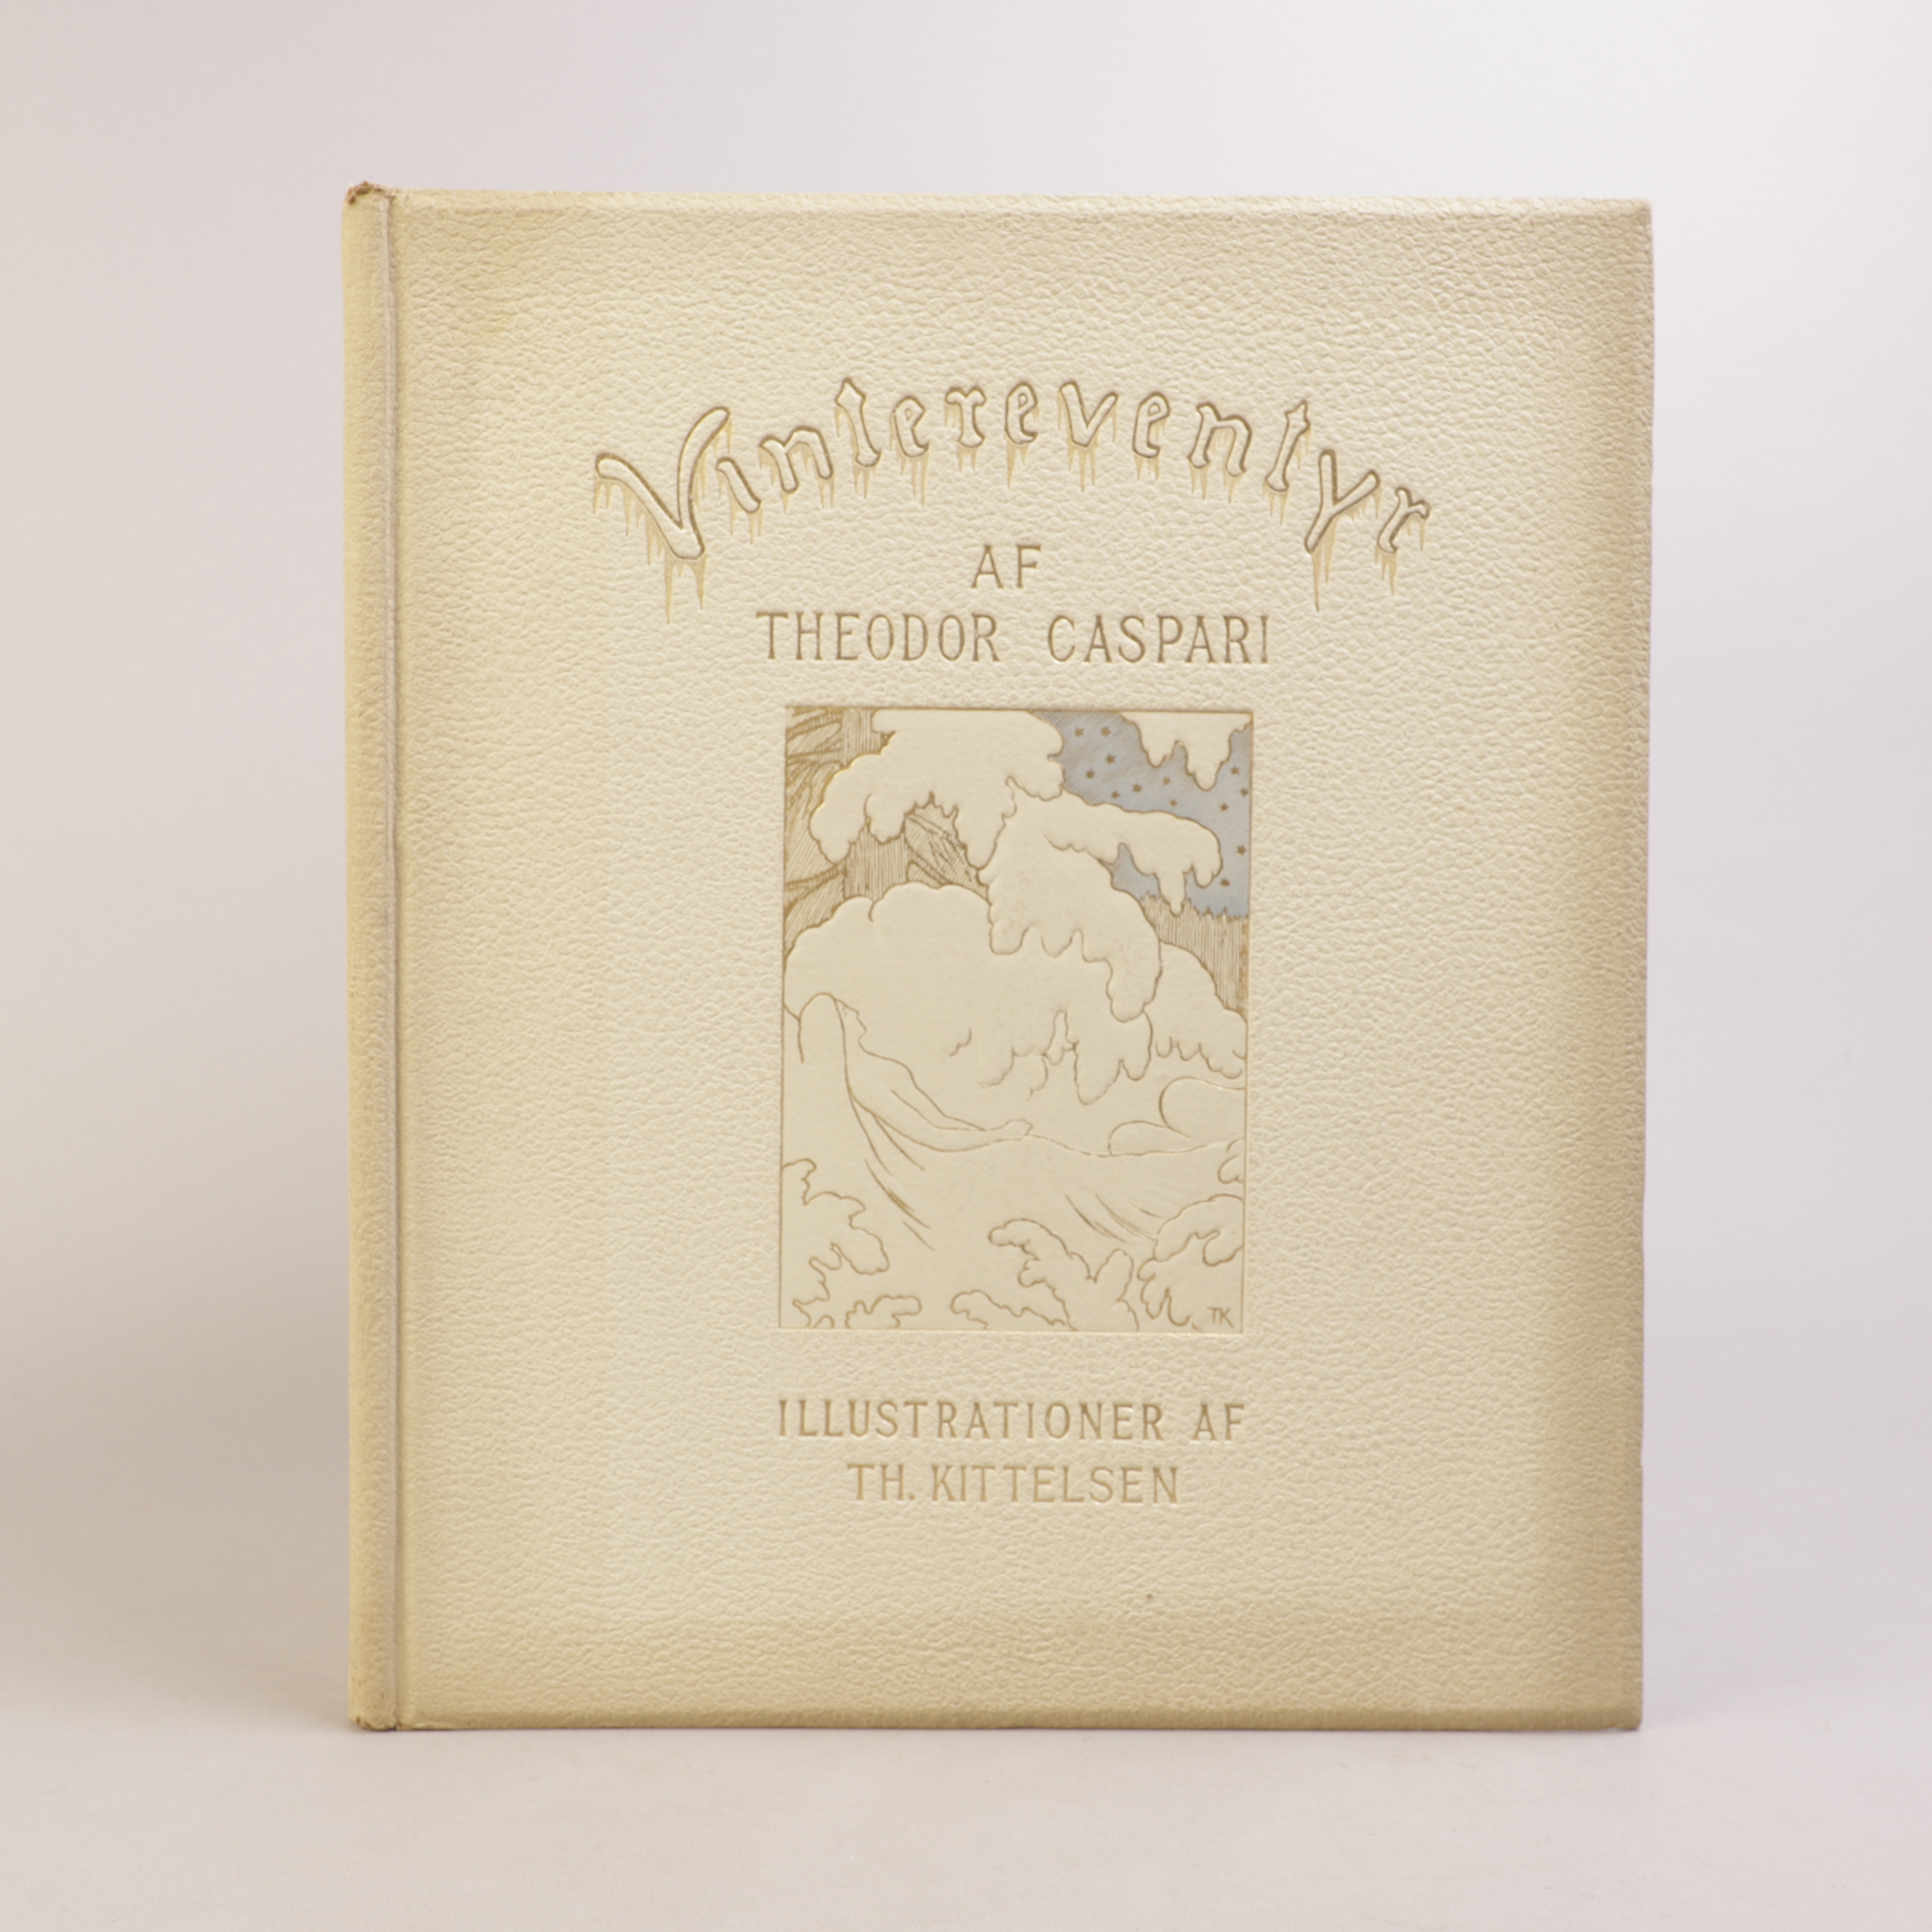 Vintereventyr
AF
THEODOR CASPARI
TK
ILLUSTRATIONER AF
TH. KITTELSEN